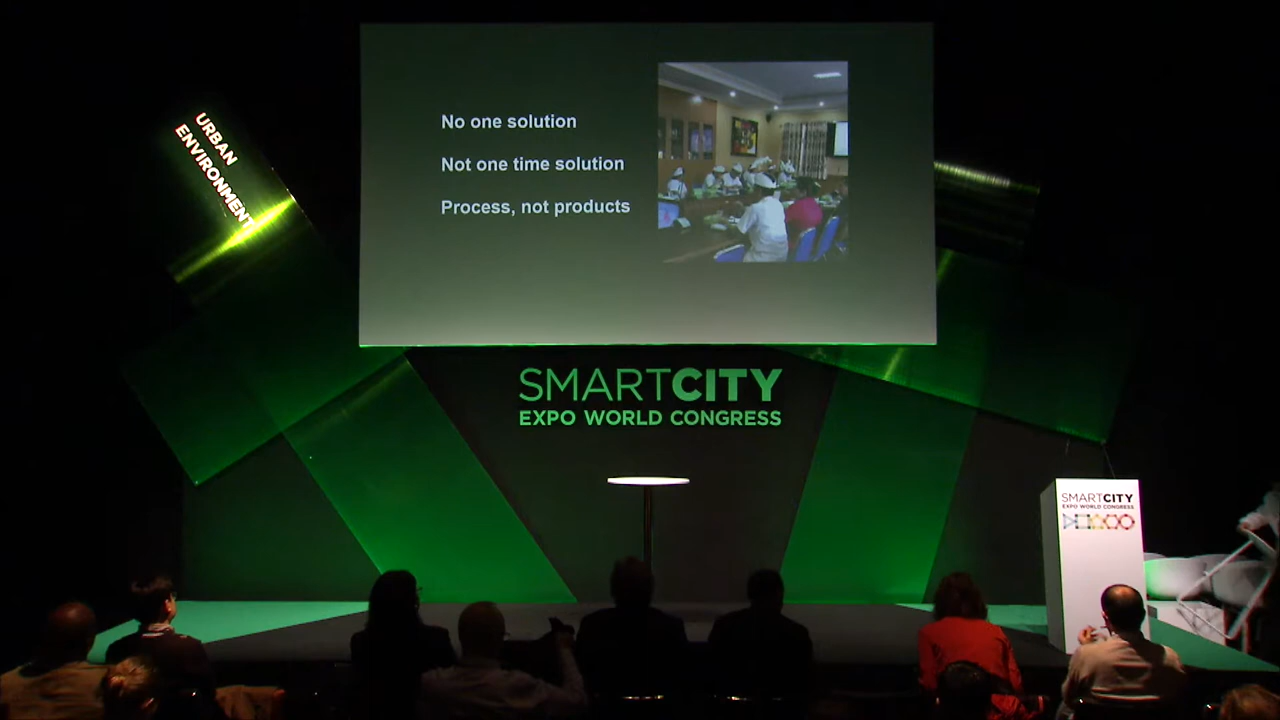 URBAN
ENVIRONMENT
No one solution
Not one time solution
Process, not products
SMARTCITY
EXPO WORLD CONGRESS
SMARTCITY
EXPO WORLD CONGRESS